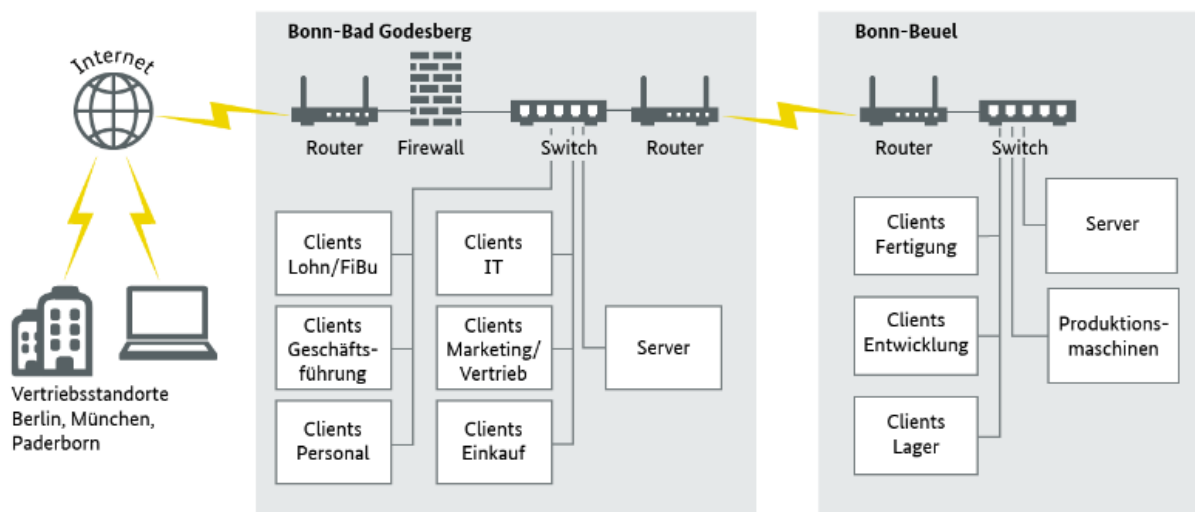 Internet
Vertriebsstandorte
Berlin, München,
Paderborn
Bonn-Bad Godesberg
Router
Firewall
Switch
Router
Clients
Lohn/FiBu
Clients
IT
Clients
Geschäfts-
führung
Clients
Marketing/
Vertrieb
Server
Clients
Personal
Clients
Einkauf
Bonn-Beuel
Router
Switch
Clients
Fertigung
Server
Clients
Entwicklung
Produktions-
maschinen
Clients
Lager